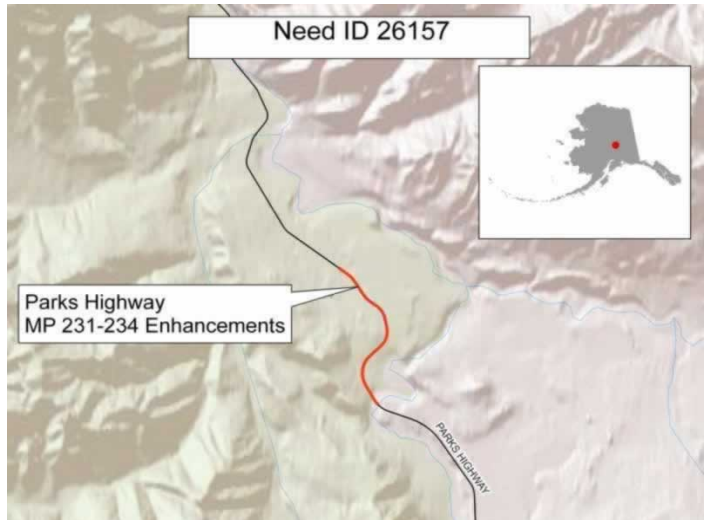 Need ID 26157
Parks Highway
MP 231-234 Enhancements
PARKS HIGHWAY